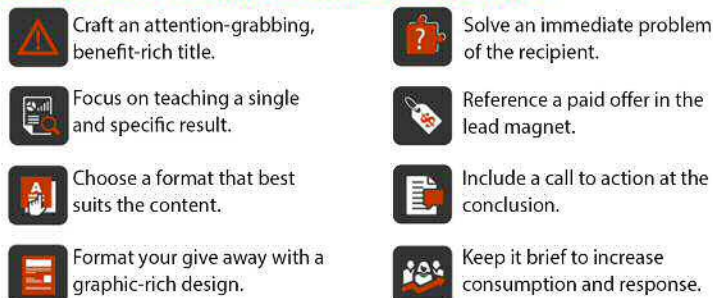 Craft an attention-grabbing,
benefit-rich title.
Focus on teaching a single
and specific result.
Choose a format that best
suits the content.
Format your give away with a
graphic-rich design.
Solve an immediate problem
of the recipient.
Reference a paid offer in the
lead magnet.
Include a call to action at the
conclusion.
Keep it brief to increase
consumption and response.